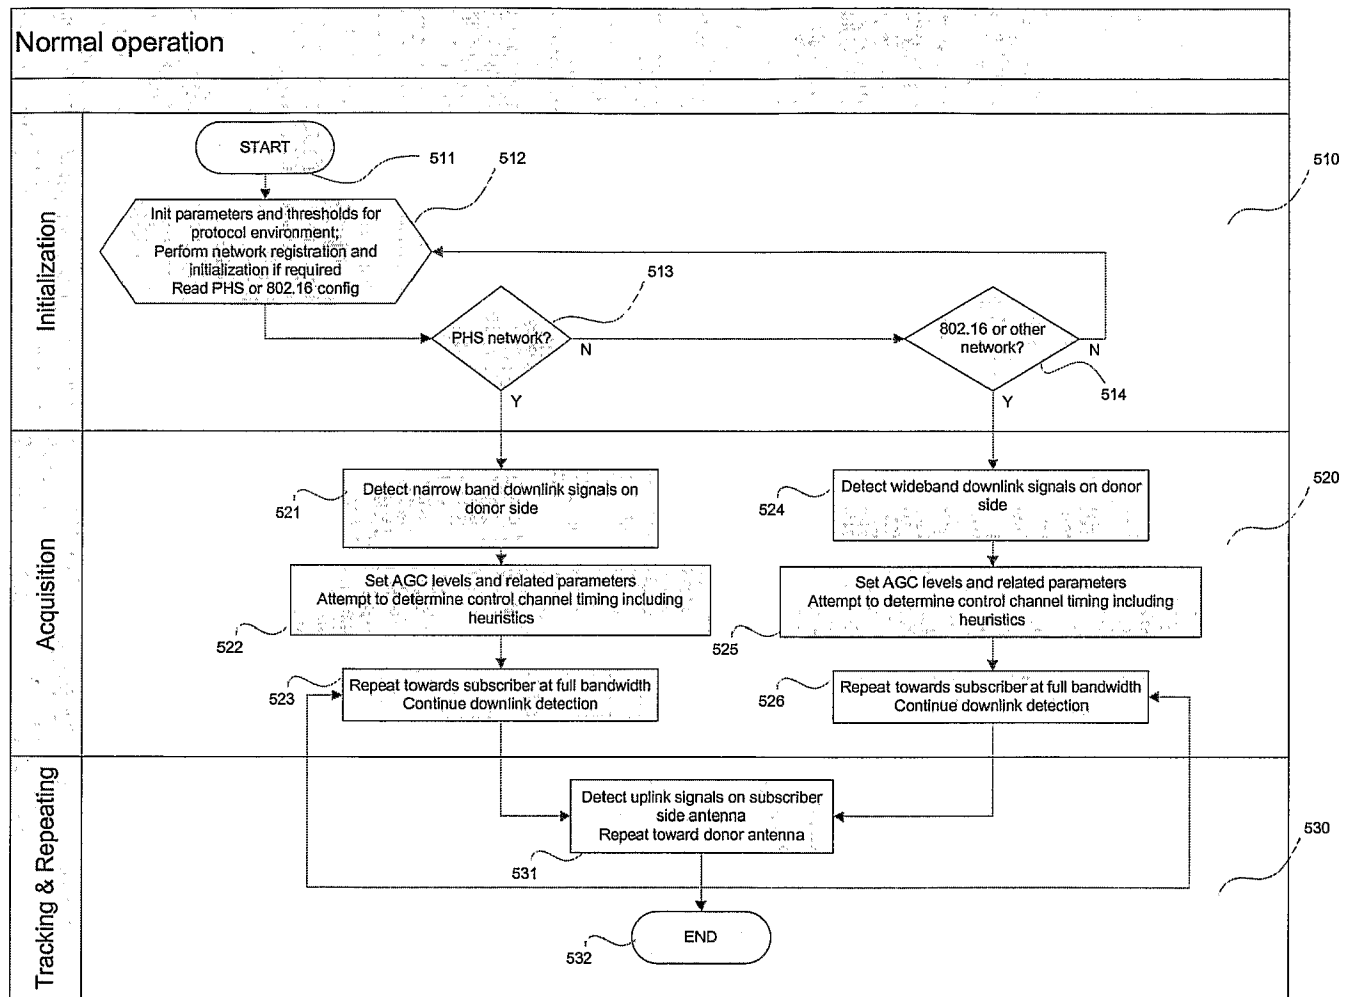 Normal operation
Initialization
START
511
512
510
Init parameters and thresholds for
protocol environment;
Perform network registration and
initialization if required
Read PHS or 802.16 config
513
PHS network?
N
Y
802.16 or other
network?
N
514
Y
Acquisition
520
Detect narrow band downlink signals on
donor side
521
Detect wideband downlink signals on donor
side
524
Set AGC levels and related parameters
Attempt to determine control channel timing including
heuristics
522
Set AGC levels and related parameters
Attempt to determine control channel timing including
heuristics
525
Repeat towards subscriber at full bandwidth
Continue downlink detection
523
Repeat towards subscriber at full bandwidth
Continue downlink detection
526
Tracking & Repeating
530
Detect uplink signals on subscriber
side antenna
Repeat toward donor antenna
531
END
532